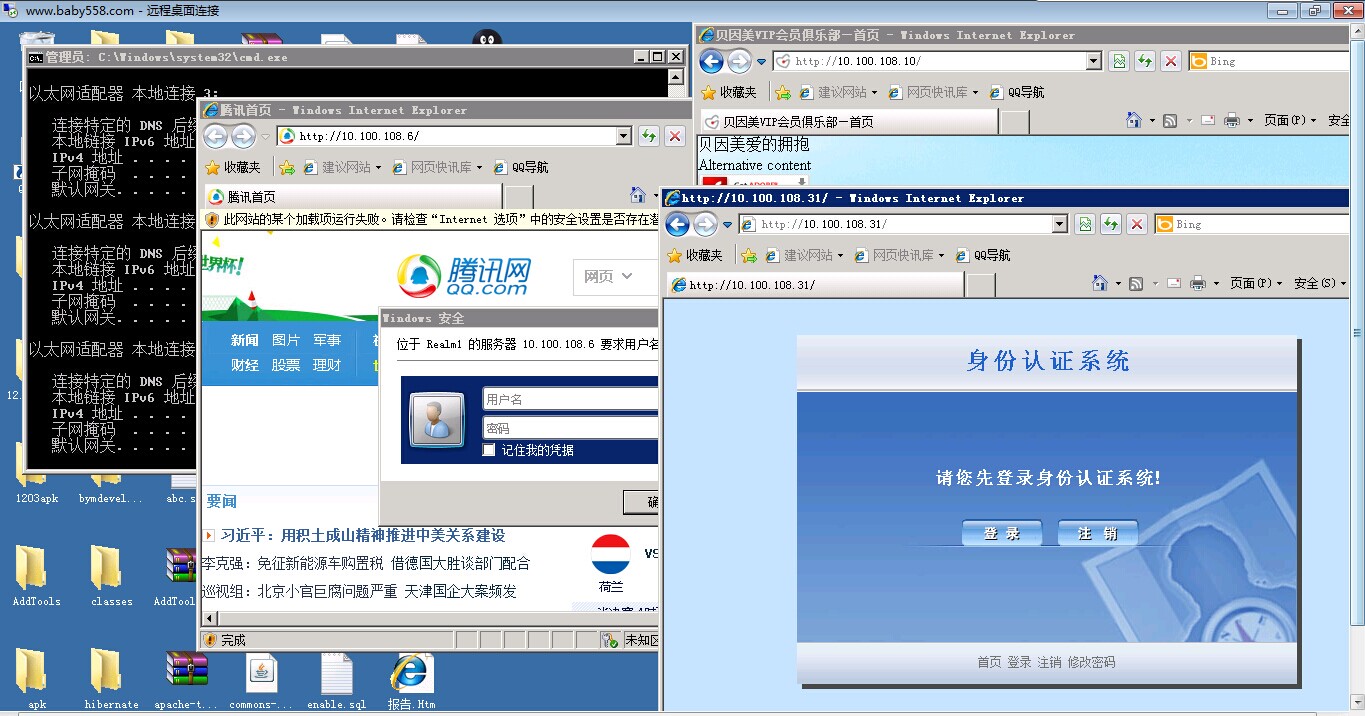 www.baby558.com - 远程桌面连接
管理员: C:\Windows\system32\cmd.exe
以太网适配器 本地连接 3:
连接特定的 DNS 后缀
本地链接 IPv6 地址
IPv4 地址 . . . .
子网掩码 . . . .
默认网关. . . . .
以太网适配器 本地连接
连接特定的 DNS 后缀
本地链接 IPv6 地址
IPv4 地址 . . . .
子网掩码 . . . .
默认网关. . . . .
以太网适配器 本地连接
连接特定的 DNS 后缀
本地链接 IPv6 地址
IPv4 地址 . . . .
子网掩码 . . . .
默认网关. . . . .
腾讯首页 - Windows Internet Explorer
http://10.100.108.6/
收藏夹 建议网站 网页快讯库 QQ导航
腾讯首页
此网站的某个加载项运行失败。请检查“Internet 选项”中的安全设置是否存在潜
世界杯!
腾讯网
QQ.com
网页
新闻 图片 军事
财经 股票 理财
Windows 安全
位于 Realm1 的服务器 10.100.108.6 要求用户名
用户名
密码
记住我的凭据
确
要闻
习近平：用积土成山精神推进中美关系建设
李克强：免征新能源车购置税 借德国大胜谈部门配合
巡视组：北京小官巨腐问题严重 天津国企大案频发
VS
荷兰
完成
未知区
贝因美VIP会员俱乐部一首页 - Windows Internet Explorer
http://10.100.108.10/
Bing
收藏夹 建议网站 网页快讯库 QQ导航
贝因美VIP会员俱乐部一首页
页面(P) 安全
贝因美爱的拥抱
Alternative content
http://10.100.108.31/ - Windows Internet Explorer
http://10.100.108.31/
Bing
收藏夹 建议网站 网页快讯库 QQ导航
http://10.100.108.31/
页面(P) 安全(S)
身份认证系统
请您先登录身份认证系统!
登 录 注 销
首页 登录 注销 修改密码
12.
1203apk bymdevel... abc.s
AddTools classes AddTool
apk hibernate apache-t... commons-... enable.sql 报告.Htm